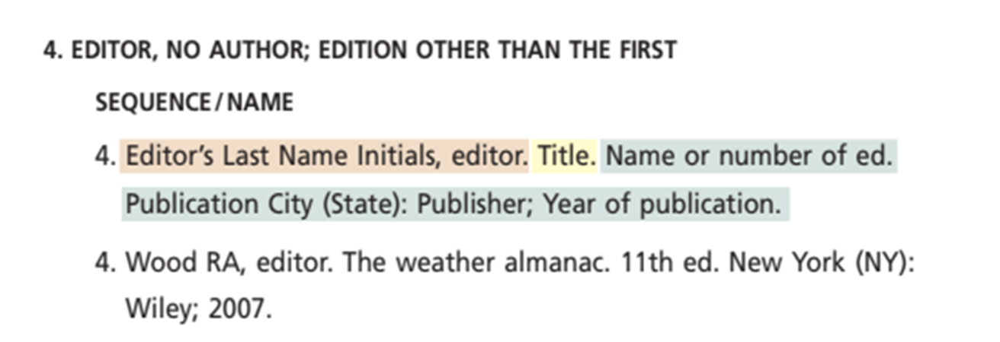 4. EDITOR, NO AUTHOR; EDITION OTHER THAN THE FIRST
SEQUENCE/NAME
4. Editor's Last Name Initials, editor. Title. Name or number of ed.
Publication City (State): Publisher; Year of publication.
4. Wood RA, editor. The weather almanac. 11th ed. New York (NY):
Wiley; 2007.